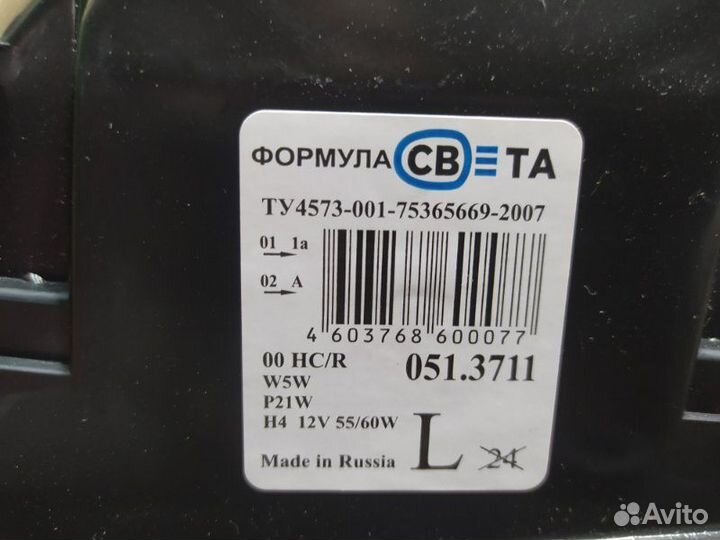 ФОРМУЛА СВЕТА
ТУ4573-001-75365669-2007
01 1a
02 A
4 603768 600077
00 HC/R
051.3711
W5W
P21W
H4 12V 55/60W
Made in Russia
L 24
Avito